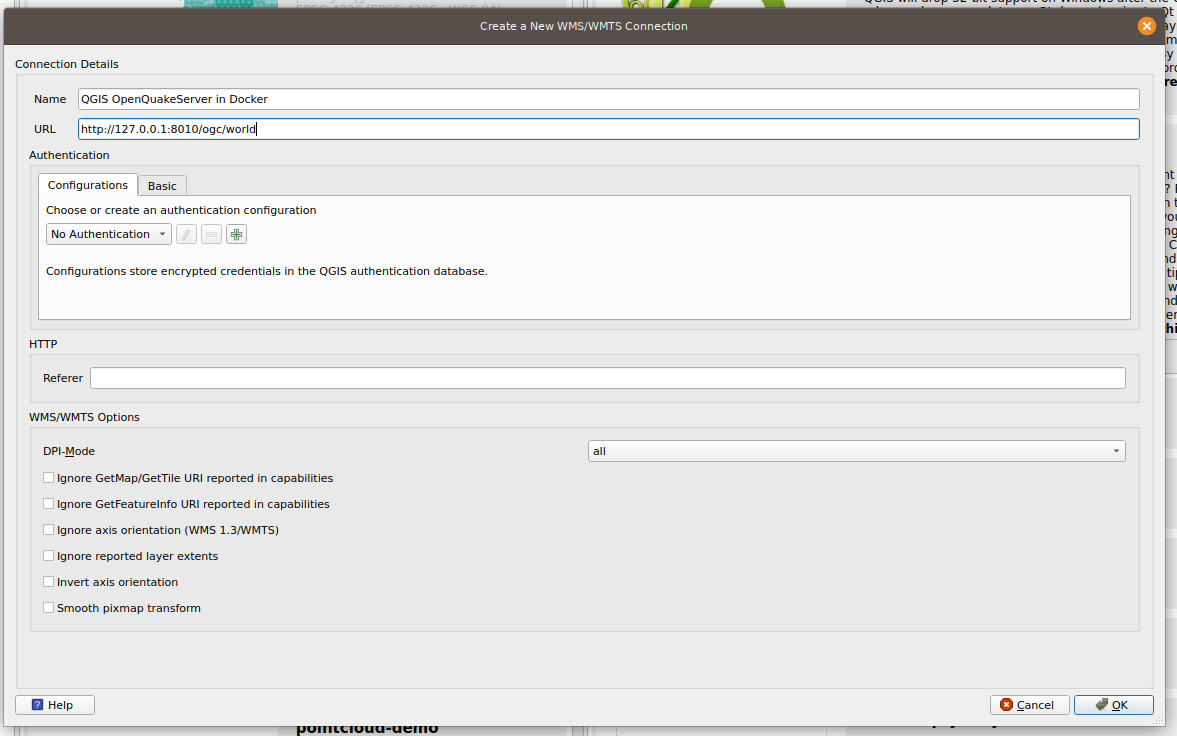 Create a New WMS/WMTS Connection
Connection Details
Name QGIS OpenQuakeServer in Docker
URL http://127.0.0.1:8010/ogc/world
Authentication
Configurations Basic
Choose or create an authentication configuration
No Authentication
Configurations store encrypted credentials in the QGIS authentication database.
HTTP
Referer
WMS/WMTS Options
DPI-Mode all
Ignore GetMap/GetTile URI reported in capabilities
Ignore GetFeatureInfo URI reported in capabilities
Ignore axis orientation (WMS 1.3/WMTS)
Ignore reported layer extents
Invert axis orientation
Smooth pixmap transform
Help Cancel OK
pointcloud-demo